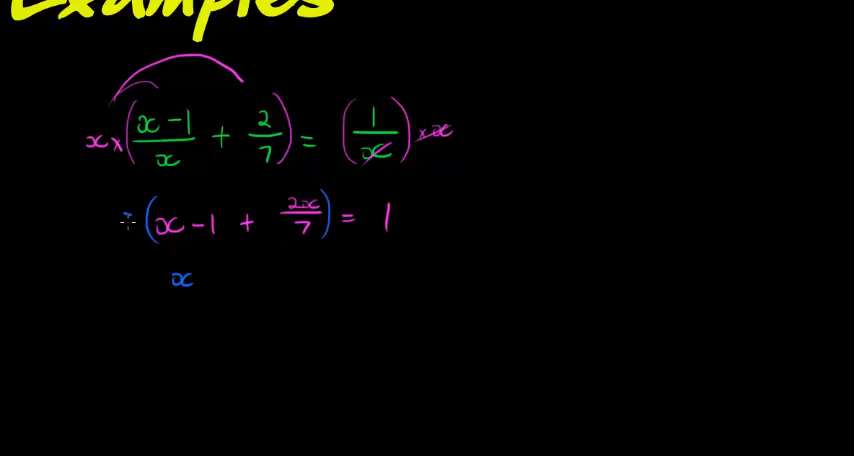 Examples
x × ( (x - 1)/x + 2/7 ) = ( 1/x ) × x
( x - 1 + 2x/7 ) = 1
x